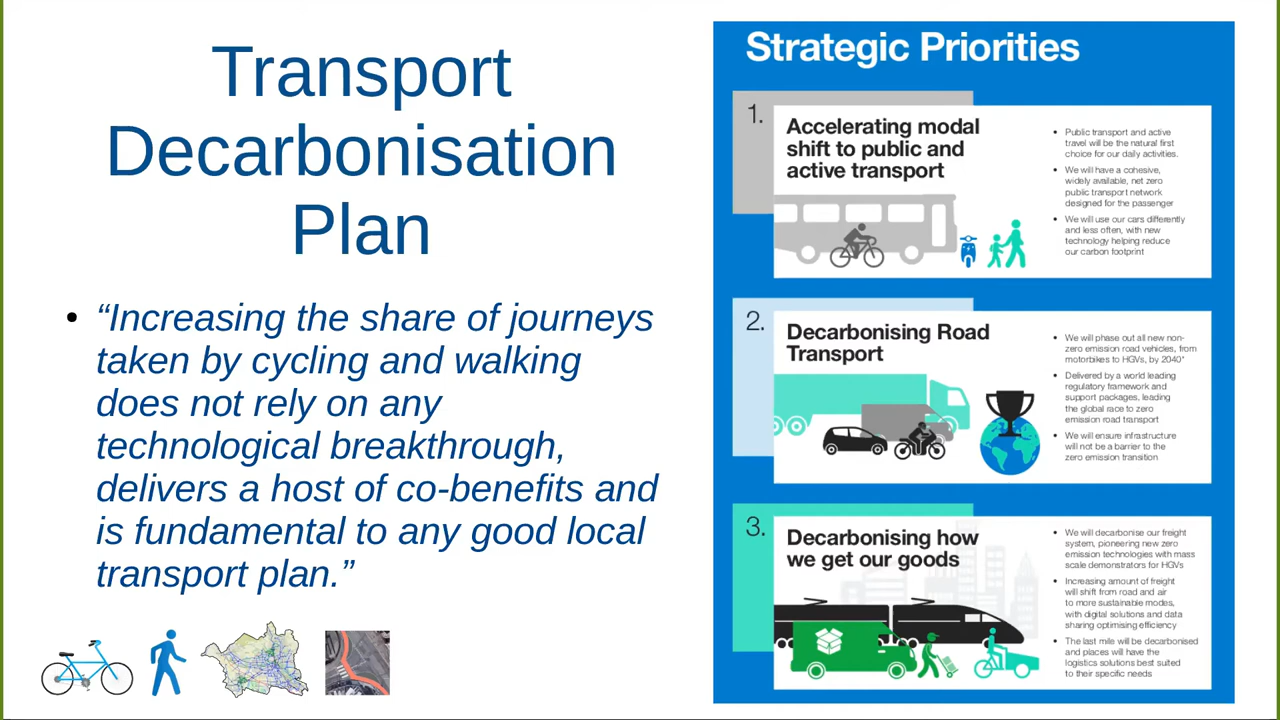 Transport
Decarbonisation
Plan
• “Increasing the share of journeys
taken by cycling and walking
does not rely on any
technological breakthrough,
delivers a host of co-benefits and
is fundamental to any good local
transport plan.”
Strategic Priorities
1.
Accelerating modal
shift to public and
active transport
• Public transport and active
travel will be the natural first
choice for our daily activities.
• We will have a cohesive,
widely available, net zero
public transport network
designed for the passenger
• We will use our cars differently
and less often, with new
technology helping reduce
our carbon footprint
2.
Decarbonising Road
Transport
• We will phase out all new non-
zero emission road vehicles, from
motorbikes to HGVs, by 2040*
• Delivered by a world leading
regulatory framework and
support packages, leading
the global race to zero
emission road transport
• We will ensure infrastructure
will not be a barrier to the
zero emission transition
3.
Decarbonising how
we get our goods
• We will decarbonise our freight
system, pioneering new zero
emission technologies with mass
scale demonstrators for HGVs
• Increasing amount of freight
will shift from road and air
to more sustainable modes,
with digital solutions and data
sharing optimising efficiency
• The last mile will be decarbonised
and places will have the
logistics solutions best suited
to their specific needs